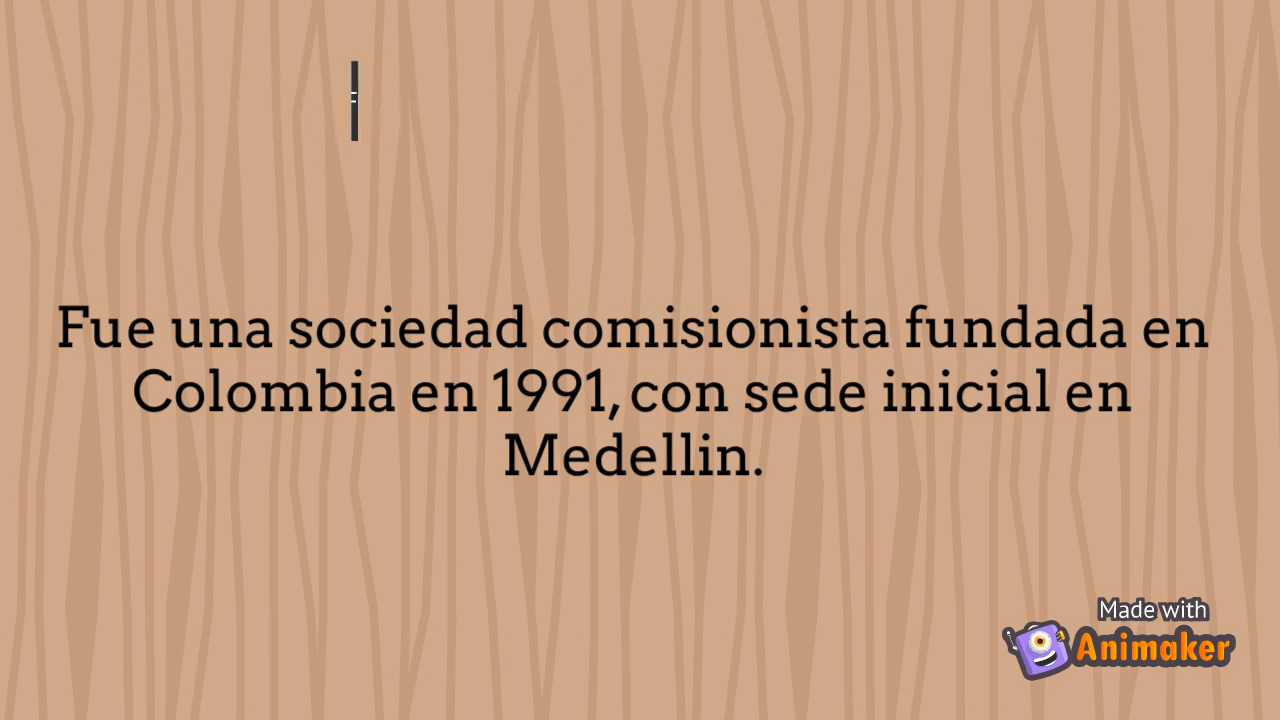 Fue una sociedad comisionista fundada en
Colombia en 1991, con sede inicial en
Medellin.
Made with
Animaker